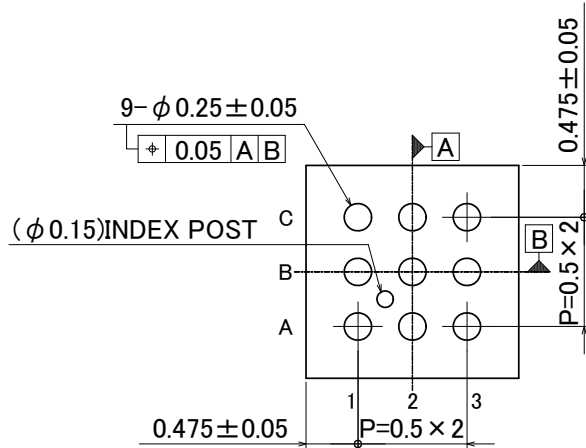 9-φ0.25±0.05
⌖ 0.05 A B
A
0.475±0.05
C
(φ0.15)INDEX POST
B
B
P=0.5×2
A
1 2 3
0.475±0.05 P=0.5×2